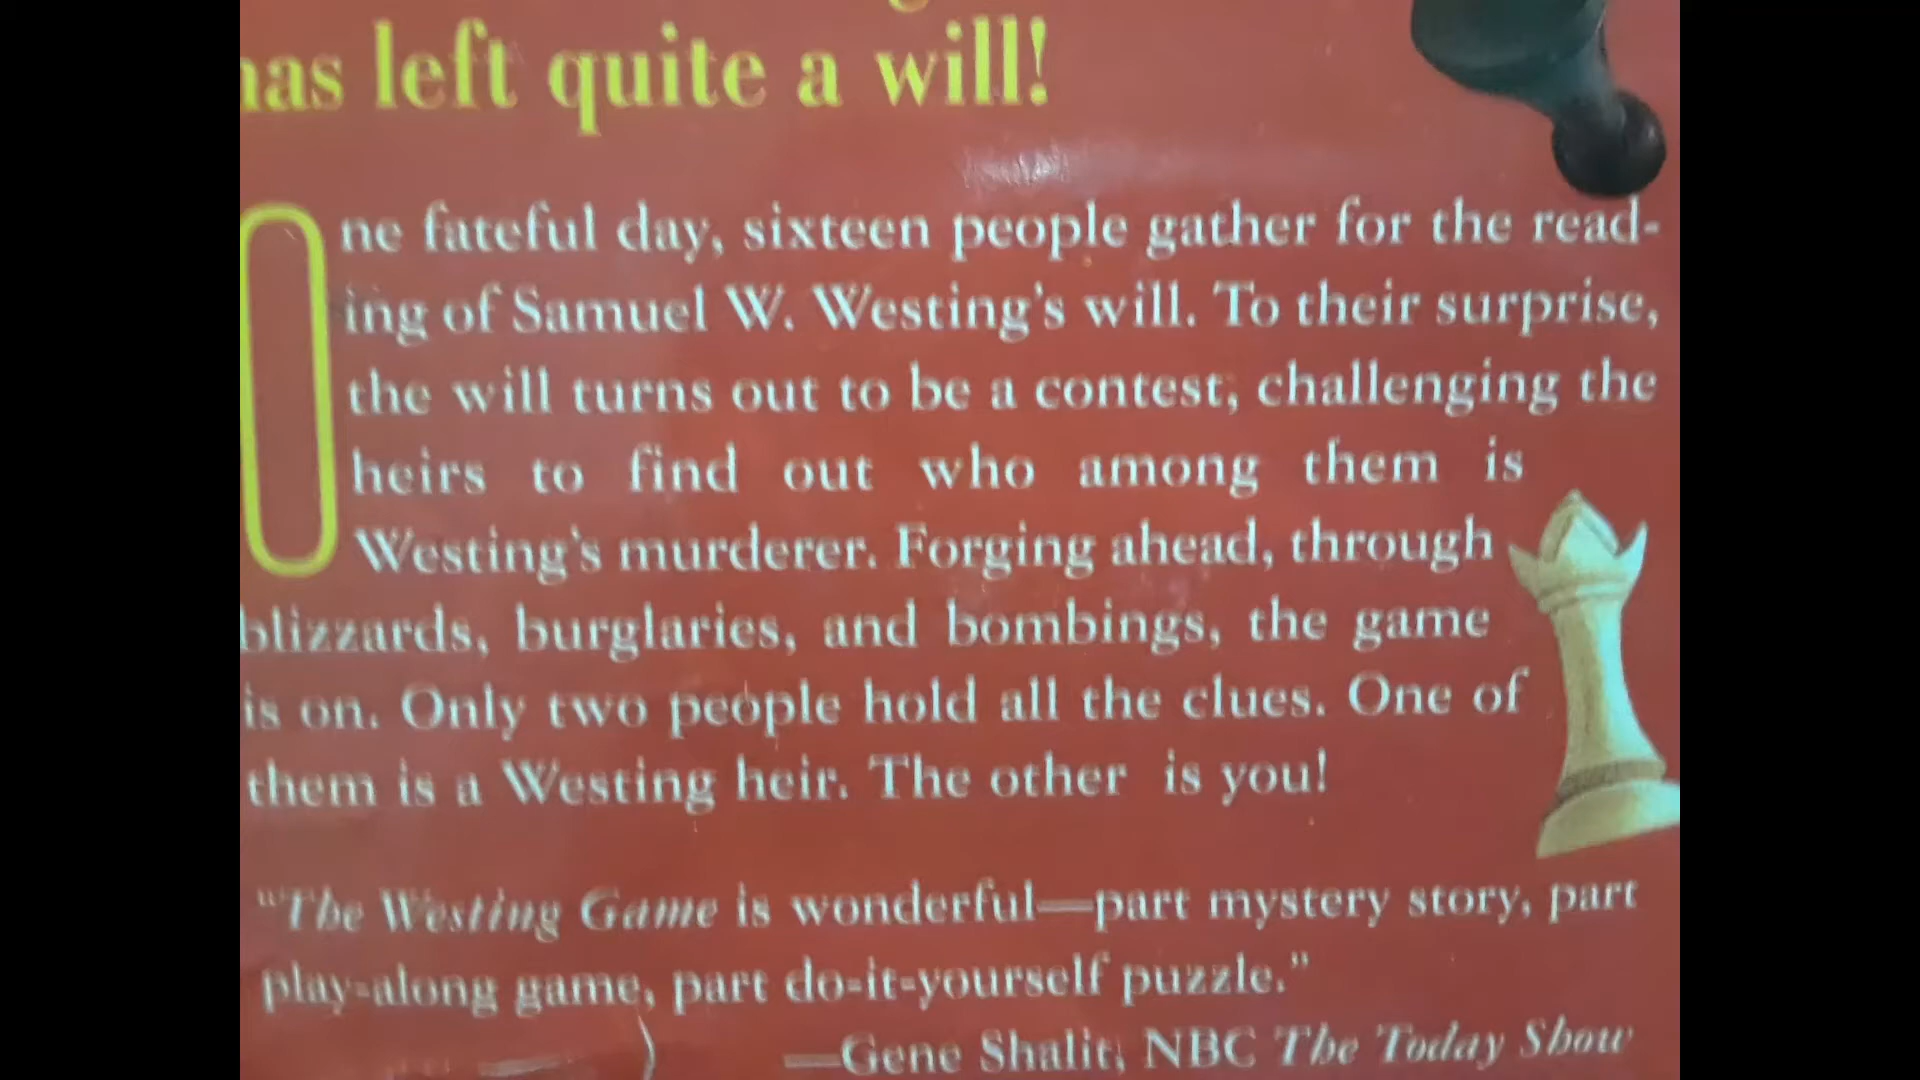 has left quite a will!
One fateful day, sixteen people gather for the read-
ing of Samuel W. Westing's will. To their surprise,
the will turns out to be a contest, challenging the
heirs to find out who among them is
Westing's murderer. Forging ahead, through
blizzards, burglaries, and bombings, the game
is on. Only two people hold all the clues. One of
them is a Westing heir. The other is you!
"The Westing Game is wonderful—part mystery story, part
play-along game, part do-it-yourself puzzle."
—Gene Shalit, NBC The Today Show